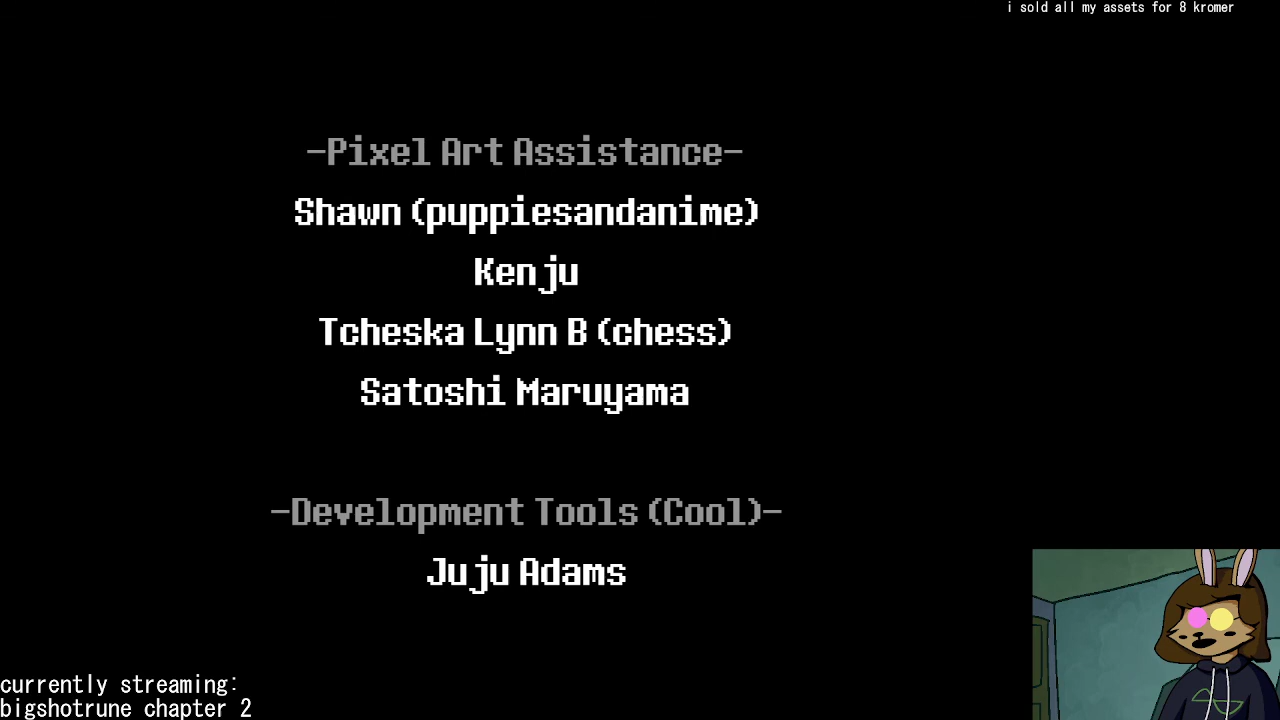 i sold all my assets for 8 kromer
-Pixel Art Assistance-
Shawn (puppiesandanime)
Kenju
Tcheska Lynn B (chess)
Satoshi Maruyama
-Development Tools (Cool)-
Juju Adams
currently streaming:
bigshotrune chapter 2